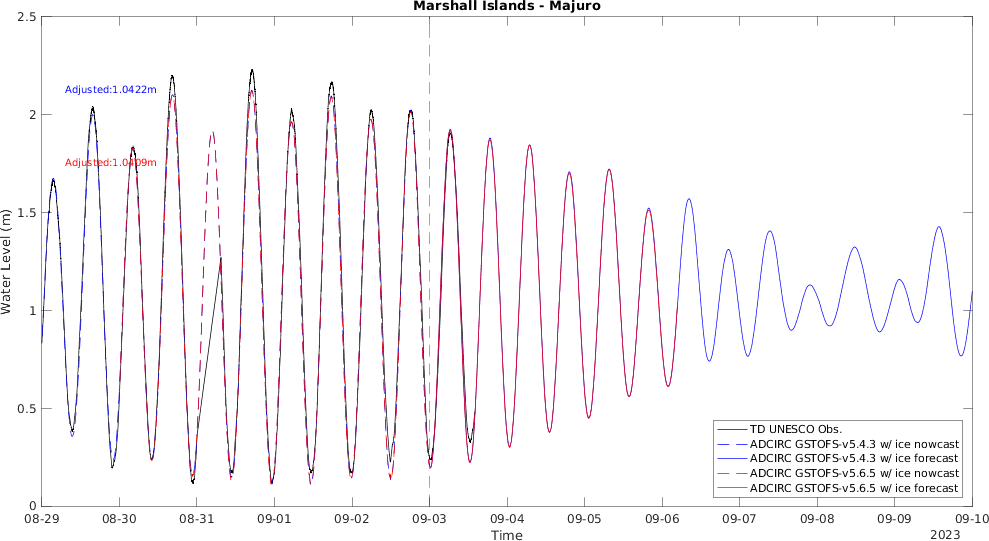 Marshall Islands - Majuro
2.5
2
1.5
1
0.5
0
Water Level (m)
Adjusted:1.0422m
Adjusted:1.0409m
TD UNESCO Obs.
ADCIRC GSTOFS-v5.4.3 w/ ice nowcast
ADCIRC GSTOFS-v5.4.3 w/ ice forecast
ADCIRC GSTOFS-v5.6.5 w/ ice nowcast
ADCIRC GSTOFS-v5.6.5 w/ ice forecast
08-29 08-30 08-31 09-01 09-02 09-03 09-04 09-05 09-06 09-07 09-08 09-09 09-10
Time
2023